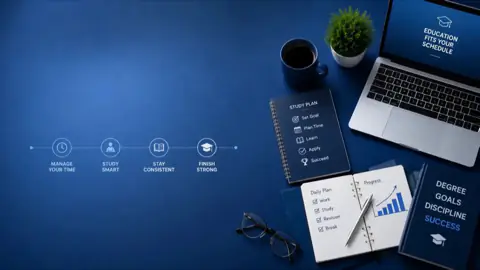 MANAGE
YOUR TIME
STUDY
SMART
STAY
CONSISTENT
FINISH
STRONG
EDUCATION
FITS YOUR
SCHEDULE
STUDY PLAN
Set Goal
Plan Time
Learn
Apply
Succeed
Daily Plan
Work
Study
Revision
Break
Progress
DEGREE
GOALS
DISCIPLINE
SUCCESS